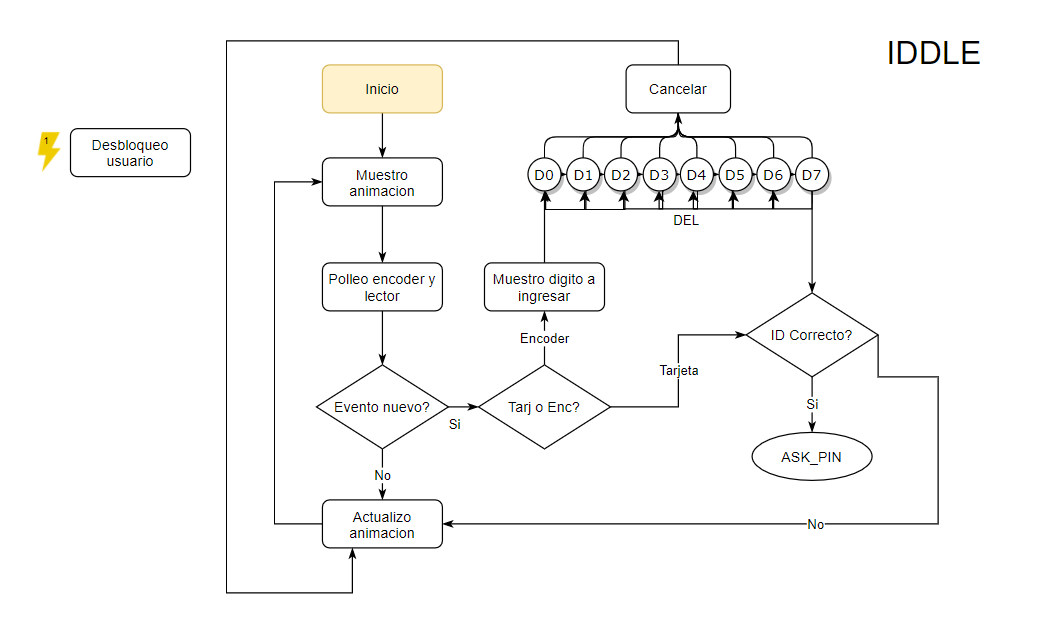 IDDLE
Inicio
Cancelar
1
Desbloqueo
usuario
Muestro
animacion
D0 D1 D2 D3 D4 D5 D6 D7
DEL
Polleo encoder y
lector
Muestro digito a
ingresar
Encoder
ID Correcto?
Tarjeta
Evento nuevo?
Si
Tarj o Enc?
Si
ASK_PIN
No
Actualizo
animacion
No